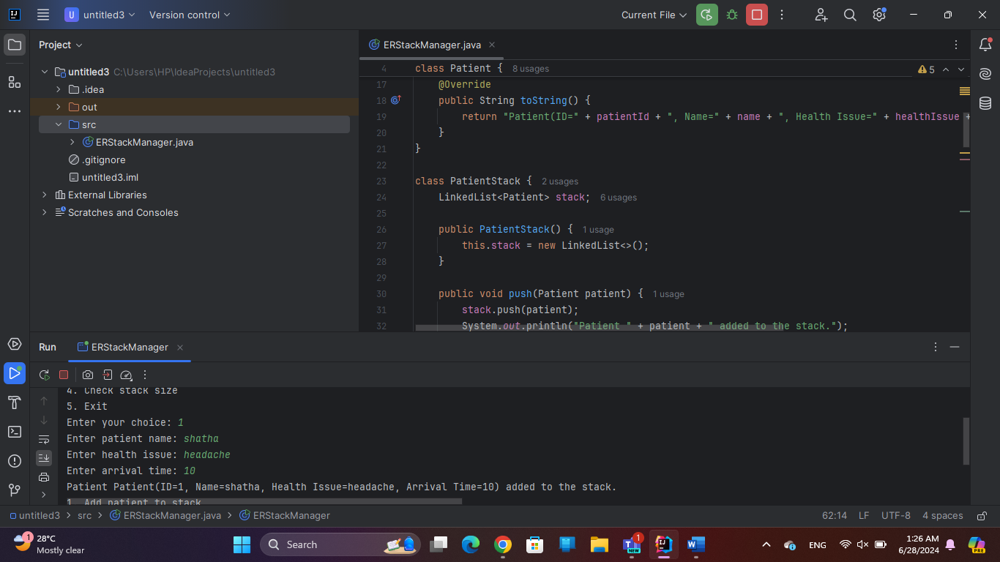 U untitled3 Version control Current File
Project
untitled3 C:\Users\HP\IdeaProjects\untitled3
.idea
out
src
ERStackManager.java
.gitignore
untitled3.iml
External Libraries
Scratches and Consoles
ERStackManager.java
4 class Patient { 8 usages
5
17 @Override
18 public String toString() {
19 return "Patient(ID=" + patientId + ", Name=" + name + ", Health Issue=" + healthIssue +
20 }
21 }
22
23 class PatientStack { 2 usages
24 LinkedList<Patient> stack; 6 usages
25
26 public PatientStack() { 1 usage
27 this.stack = new LinkedList<>();
28 }
29
30 public void push(Patient patient) { 1 usage
31 stack.push(patient);
32 System.out.println("Patient " + patient + " added to the stack.");
Run ERStackManager
4. Check stack size
5. Exit
Enter your choice: 1
Enter patient name: shatha
Enter health issue: headache
Enter arrival time: 10
Patient Patient(ID=1, Name=shatha, Health Issue=headache, Arrival Time=10) added to the stack.
1. Add patient to stack
untitled3 > src > ERStackManager.java > ERStackManager 62:14 LF UTF-8 4 spaces
1
28°C
Mostly clear
Search
1
NEW
ENG
1:26 AM
6/28/2024
PRE